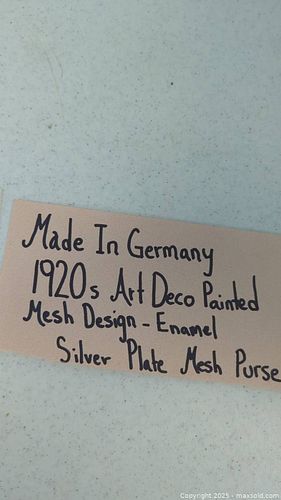 Made In Germany
1920s Art Deco Painted
Mesh Design - Enamel
Silver Plate Mesh Purse
Copyright 2025 - maxsold.com